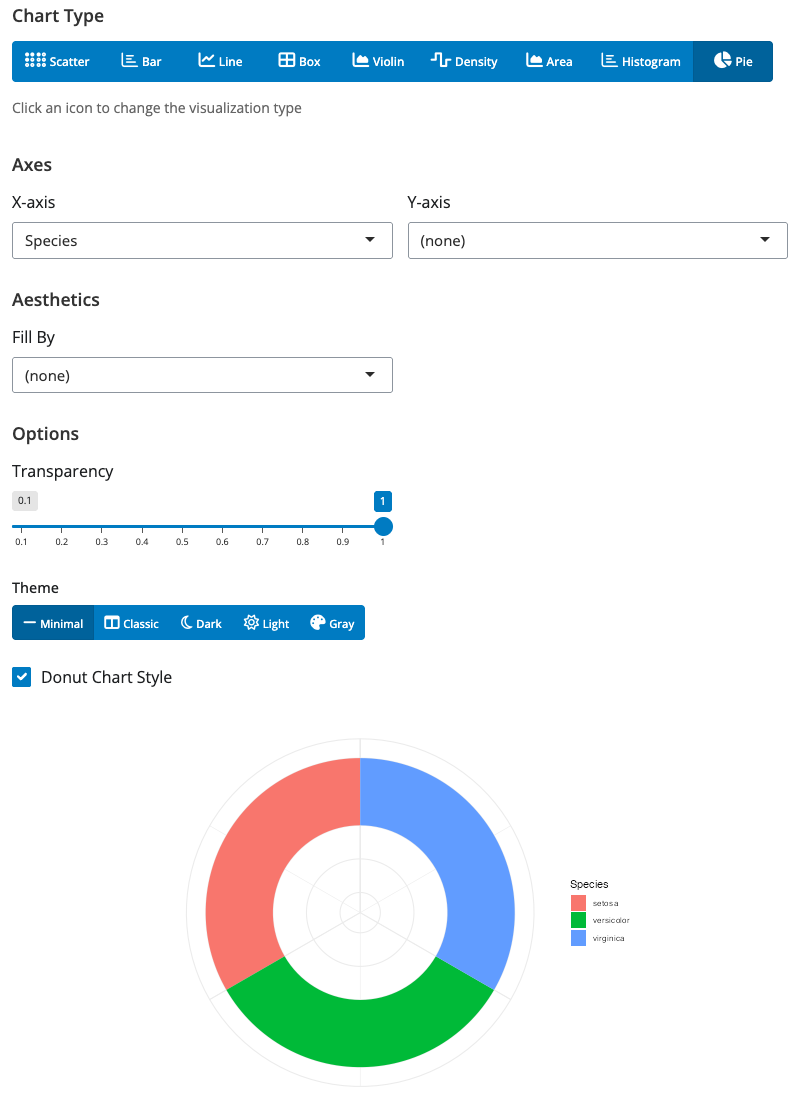 Chart Type
Scatter Bar Line Box Violin Density Area Histogram Pie
Click an icon to change the visualization type
Axes
X-axis Y-axis
Species (none)
Aesthetics
Fill By
(none)
Options
Transparency
0.1 1
0.1 0.2 0.3 0.4 0.5 0.6 0.7 0.8 0.9 1
Theme
Minimal Classic Dark Light Gray
Donut Chart Style
Species
setosa
versicolor
virginica